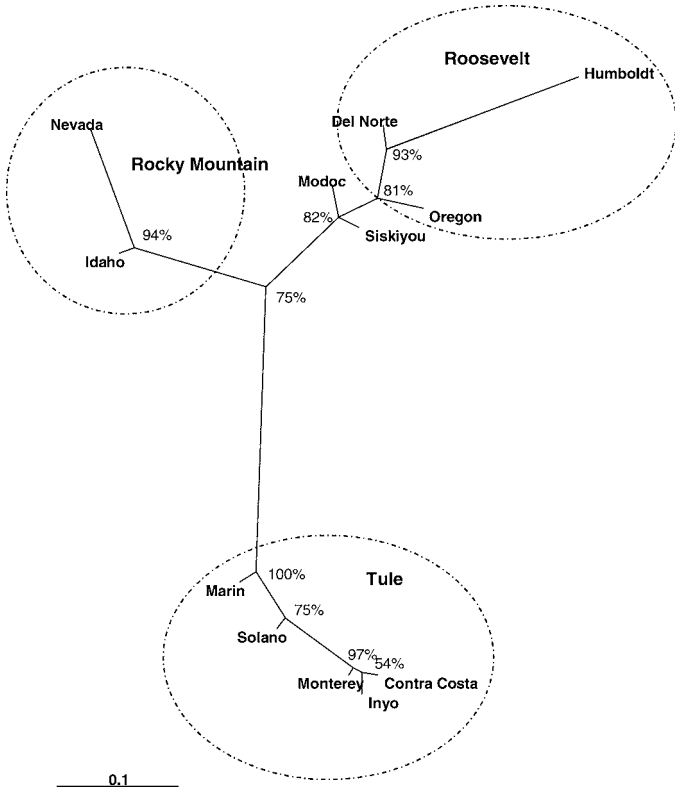 Roosevelt
Humboldt
Del Norte
Nevada
93%
Rocky Mountain
Modoc
81%
82%
Oregon
94%
Siskiyou
Idaho
75%
100%
Tule
Marin
75%
Solano
97%
54%
Monterey
Contra Costa
Inyo
0.1